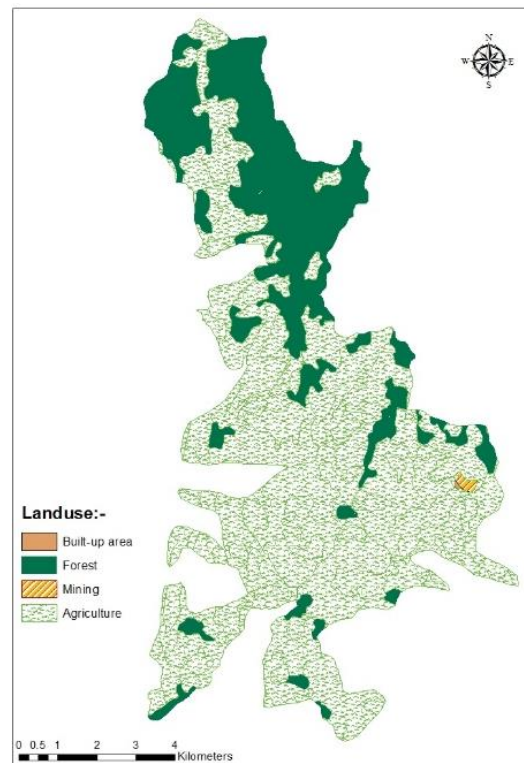 N
W E
S
Landuse:-
Built-up area
Forest
Mining
Agriculture
0 0.5 1 2 3 4
Kilometers